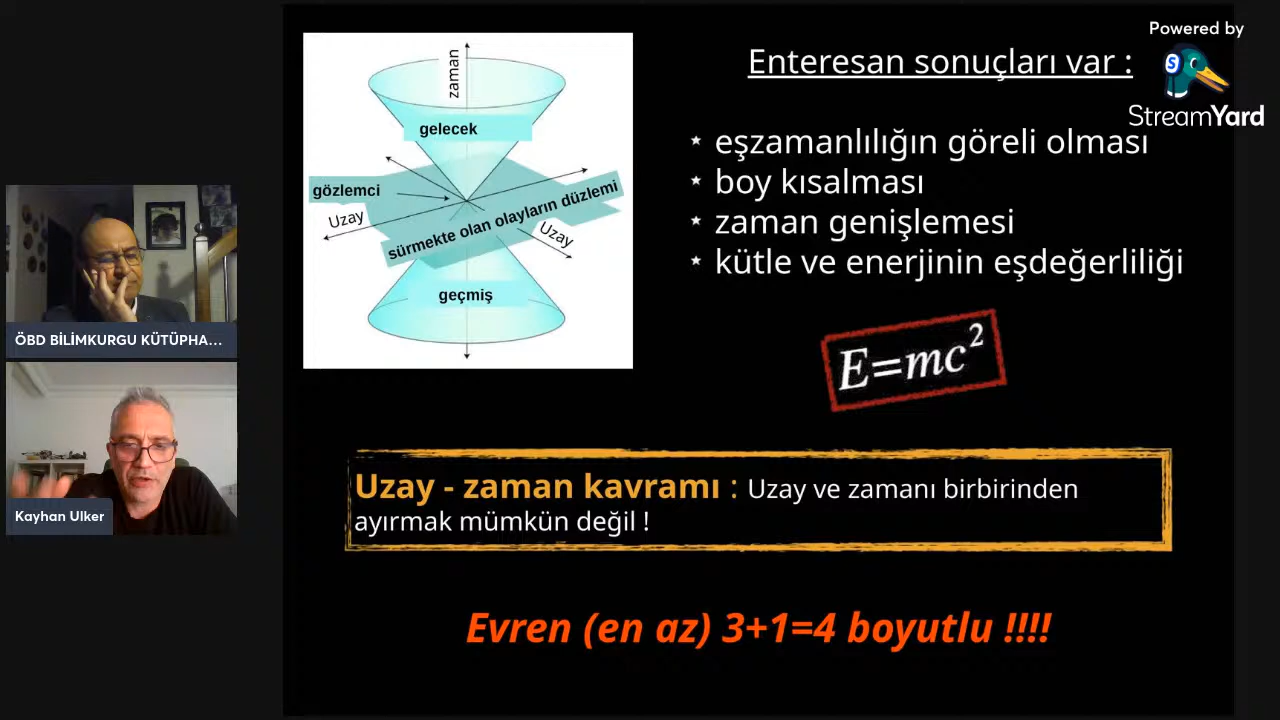 Powered by
StreamYard
zaman
gelecek
gözlemci
Uzay
sürmekte olan olayların düzlemi
Uzay
geçmiş
Enteresan sonuçları var :
* eşzamanlılığın göreli olması
* boy kısalması
* zaman genişlemesi
* kütle ve enerjinin eşdeğerliliği
E=mc²
Uzay - zaman kavramı : Uzay ve zamanı birbirinden
ayırmak mümkün değil !
Evren (en az) 3+1=4 boyutlu !!!!
ÖBD BİLİMKURGU KÜTÜPHA...
Kayhan Ulker